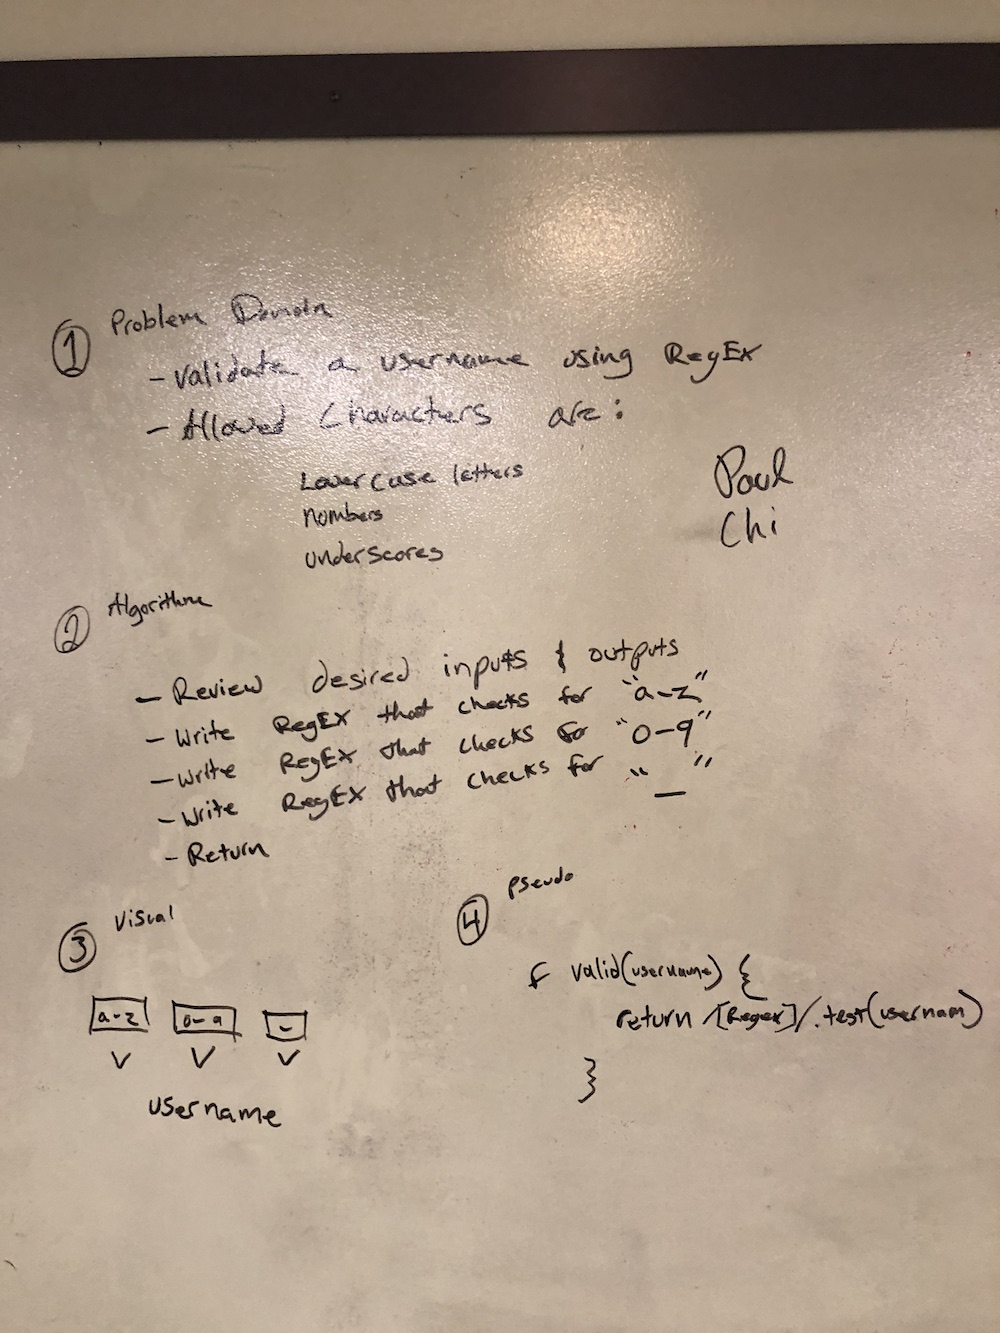 1 Problem Domain
- Validate a username using RegEx
- Allowed Characters are:
Lowercase letters
numbers
underscores
Paul
Chi
2 Algorithm
- Review desired inputs & outputs
- Write RegEx that checks for "a-z"
- Write RegEx that checks for "0-9"
- Write RegEx that checks for "_"
- Return
3 Visual
a-z 0-9 _
V V V
username
4 pseudo
f valid(username) {
return /[Regex]/.test(usernam)
}